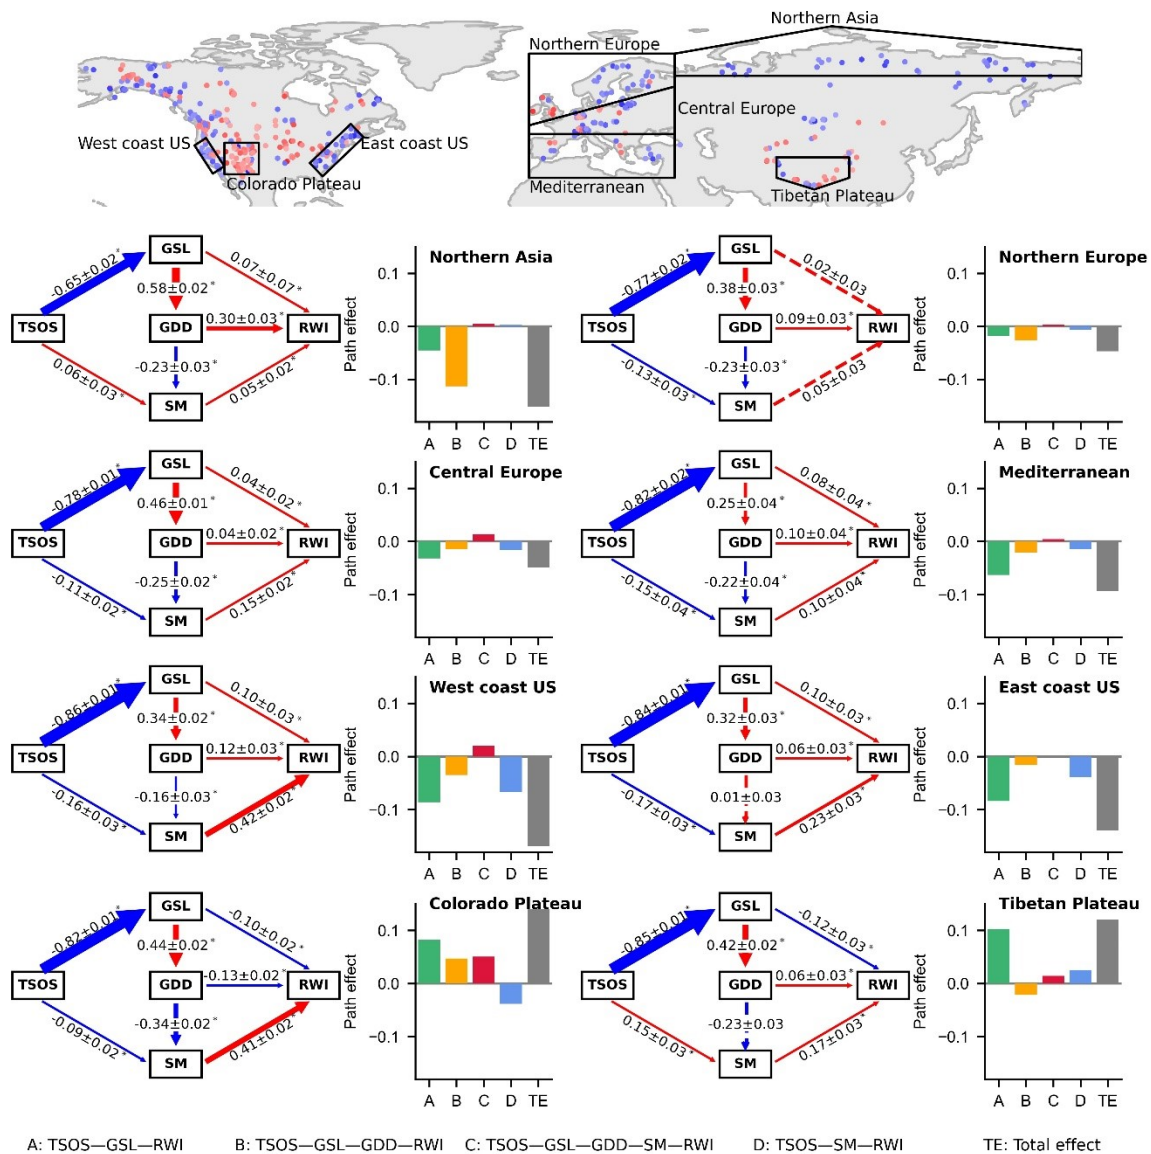 Northern Asia
Northern Europe
Central Europe
West coast US
East coast US
Colorado Plateau
Mediterranean
Tibetan Plateau
Northern Asia
GSL
-0.65±0.02*
0.07±0.07*
0.58±0.02*
TSOS
GDD
0.30±0.03*
RWI
-0.23±0.03*
0.06±0.03*
0.05±0.02*
SM
Path effect
0.1
0.0
−0.1
A B C D TE
Northern Europe
GSL
-0.77±0.02*
0.02±0.03
0.38±0.03*
TSOS
GDD
0.09±0.03*
RWI
-0.23±0.03*
-0.13±0.03*
0.05±0.03
SM
Path effect
0.1
0.0
−0.1
A B C D TE
Central Europe
GSL
-0.78±0.01*
0.04±0.02*
0.46±0.01
TSOS
GDD
0.04±0.02*
RWI
-0.25±0.02*
-0.11±0.02*
0.15±0.02*
SM
Path effect
0.1
0.0
−0.1
Mediterranean
GSL
-0.82±0.02*
0.08±0.04*
0.25±0.04*
TSOS
GDD
0.10±0.04*
RWI
-0.22±0.04*
-0.15±0.04*
0.10±0.04*
SM
Path effect
0.1
0.0
−0.1
A B C D TE
A B C D TE
West coast US
GSL
-0.86±0.01*
0.10±0.03*
0.34±0.02*
TSOS
GDD
0.12±0.03*
RWI
-0.16±0.03*
-0.16±0.03*
0.42±0.02*
SM
Path effect
0.1
0.0
−0.1
A B C D TE
East coast US
GSL
-0.84±0.01*
0.10±0.03*
0.32±0.03*
TSOS
GDD
0.06±0.03*
RWI
0.01±0.03
-0.17±0.03*
0.23±0.03*
SM
Path effect
0.1
0.0
−0.1
A B C D TE
Colorado Plateau
GSL
-0.82±0.01*
-0.10±0.02*
0.44±0.02*
TSOS
GDD
-0.13±0.02*
RWI
-0.34±0.02*
-0.09±0.02*
0.41±0.02*
SM
Path effect
0.1
0.0
−0.1
A B C D TE
Tibetan Plateau
GSL
-0.85±0.01*
-0.12±0.03*
0.42±0.02*
TSOS
GDD
0.06±0.03*
RWI
-0.23±0.03
0.15±0.03*
0.17±0.03*
SM
Path effect
0.1
0.0
−0.1
A B C D TE
A: TSOS—GSL—RWI B: TSOS—GSL—GDD—RWI C: TSOS—GSL—GDD—SM—RWI D: TSOS—SM—RWI TE: Total effect